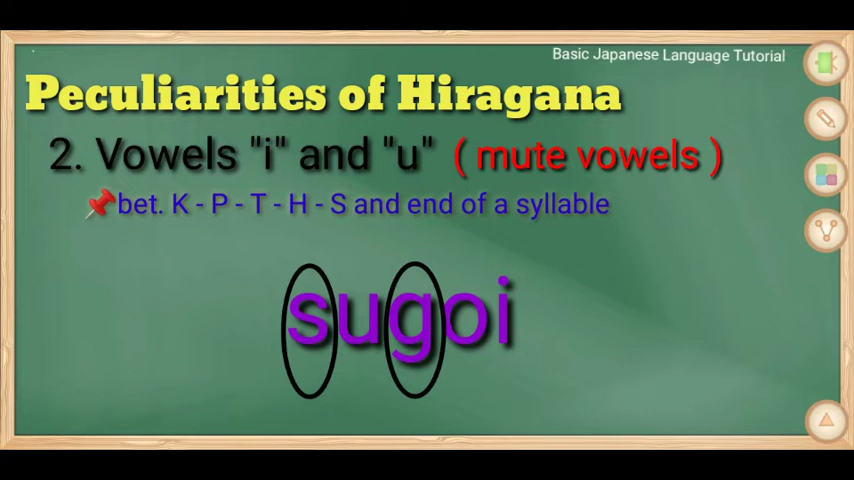 Basic Japanese Language Tutorial
Peculiarities of Hiragana
2. Vowels "i" and "u" ( mute vowels )
📌bet. K - P - T - H - S and end of a syllable
sugoi